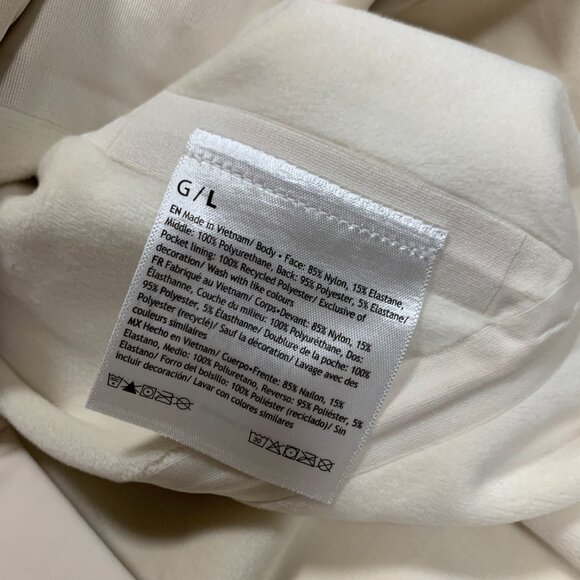 G/L
EN Made in Vietnam/ Body • Face: 85% Nylon, 15% Elastane,
Middle: 100% Polyurethane, Back: 95% Polyester, 5% Elastane/
Pocket lining: 100% Recycled Polyester/ Exclusive of
decoration/ Wash with like colours
FR Fabriqué au Vietnam/ Corps•Devant: 85% Nylon, 15%
Élasthanne, Couche du milieu: 100% Polyuréthane, Dos:
95% Polyester, 5% Élasthanne/ Doublure de la poche: 100%
Polyester (recyclé)/ Sauf la décoration/ Lavage avec des
couleurs similaires
MX Hecho en Vietnam/ Cuerpo•Frente: 85% Nailon, 15%
Elastano, Medio: 100% Poliuretano, Reverso: 95% Poliéster, 5%
Elastano/ Forro del bolsillo: 100% Poliéster (reciclado)/ Sin
incluir decoración/ Lavar con colores similares
30